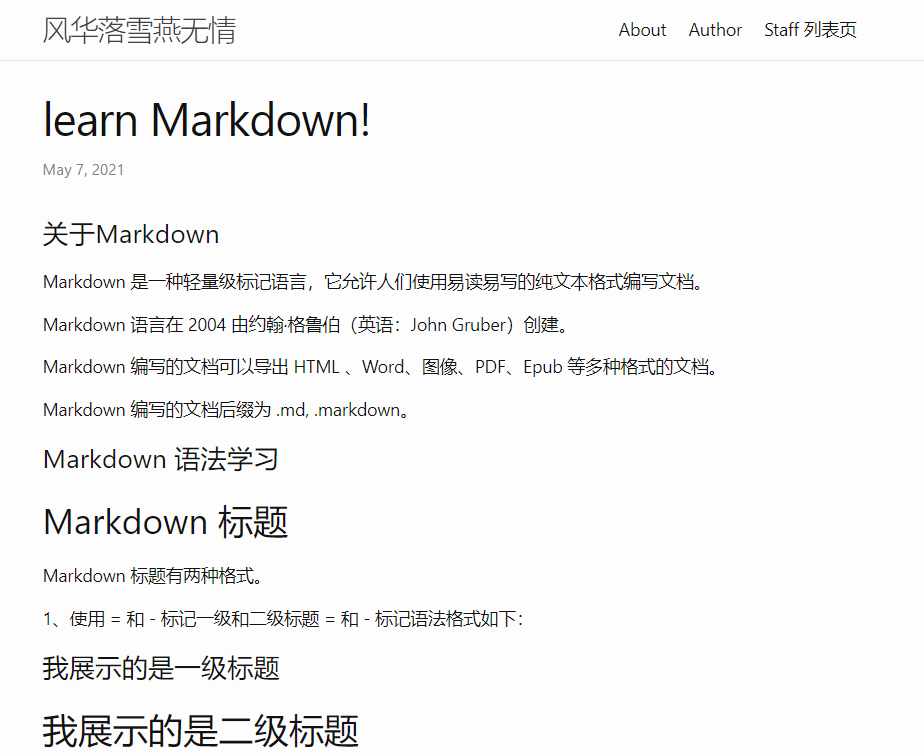 风华落雪燕无情
About Author Staff 列表页
learn Markdown!
May 7, 2021
关于Markdown
Markdown 是一种轻量级标记语言，它允许人们使用易读易写的纯文本格式编写文档。
Markdown 语言在 2004 由约翰·格鲁伯（英语：John Gruber）创建。
Markdown 编写的文档可以导出 HTML 、Word、图像、PDF、Epub 等多种格式的文档。
Markdown 编写的文档后缀为 .md, .markdown。
Markdown 语法学习
Markdown 标题
Markdown 标题有两种格式。
1、使用 = 和 - 标记一级和二级标题 = 和 - 标记语法格式如下：
我展示的是一级标题
我展示的是二级标题